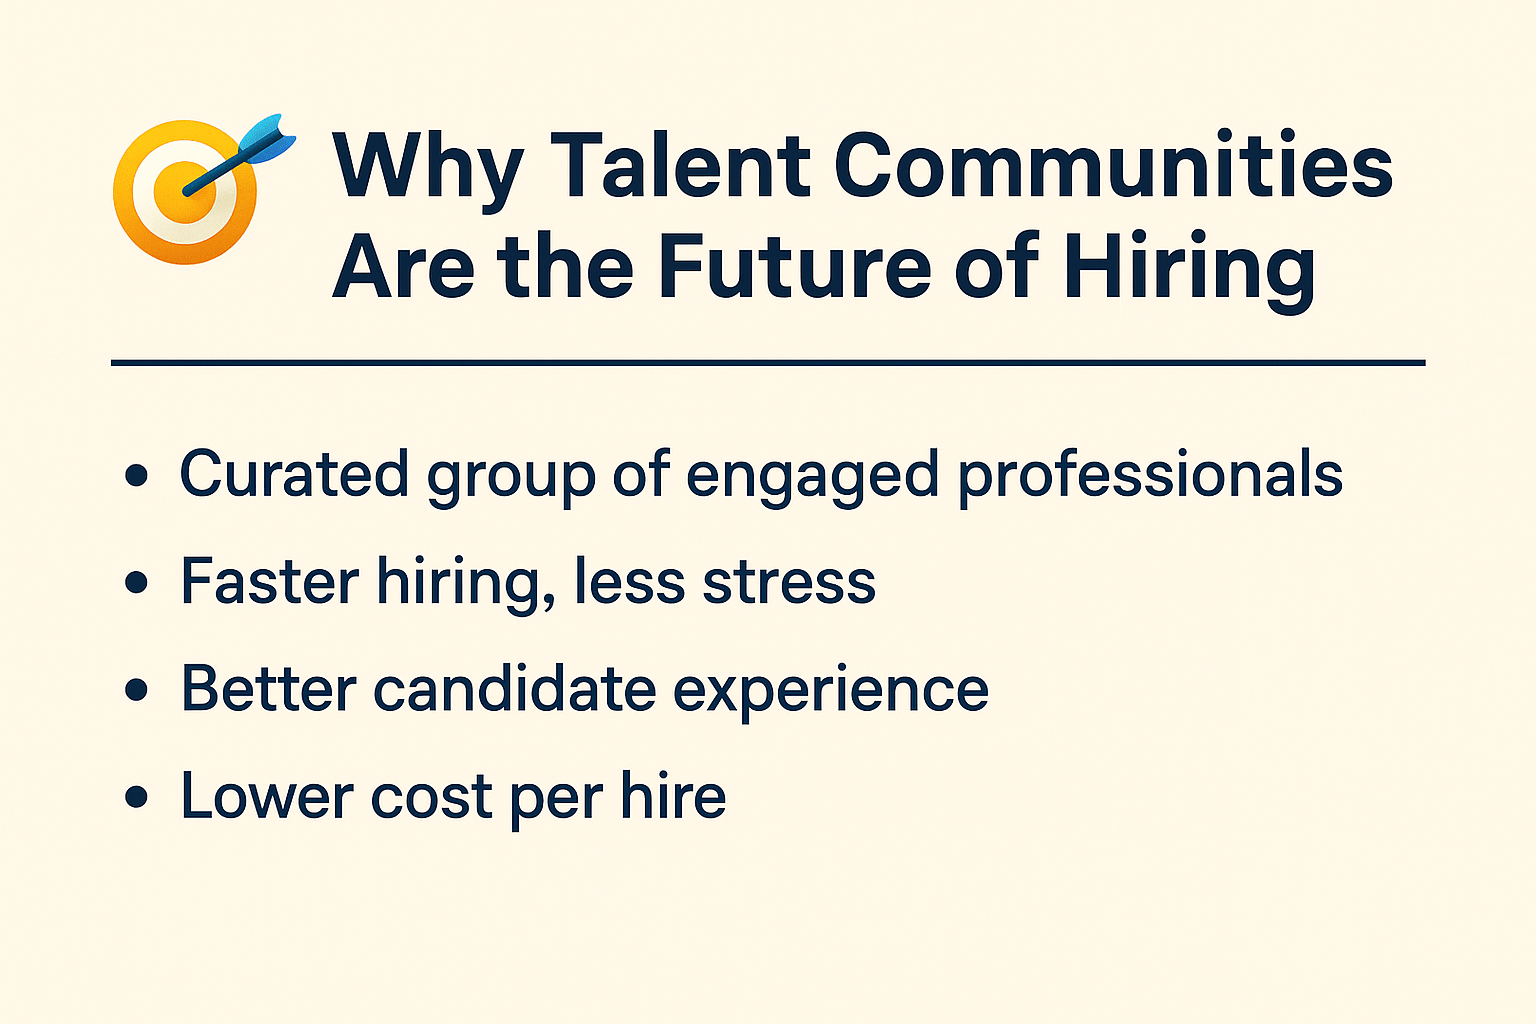 Why Talent Communities
Are the Future of Hiring
• Curated group of engaged professionals
• Faster hiring, less stress
• Better candidate experience
• Lower cost per hire